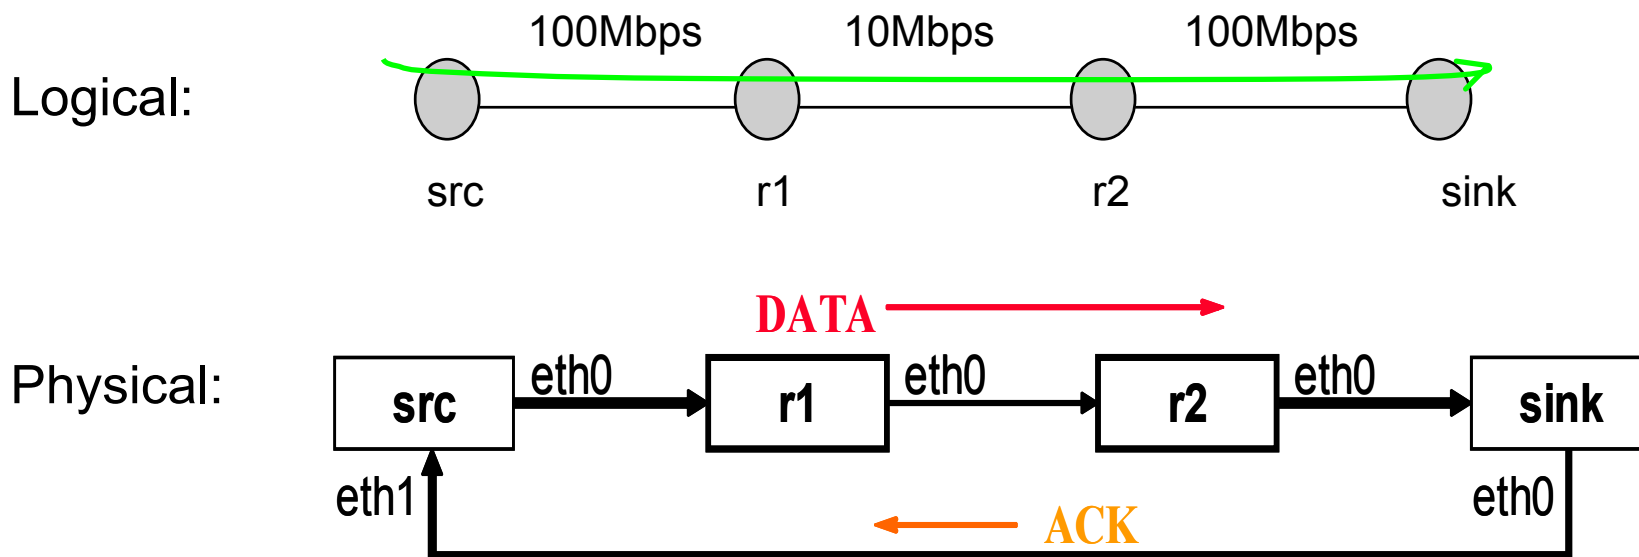 100Mbps 10Mbps 100Mbps
Logical:
src r1 r2 sink
DATA
Physical:
src eth0 r1 eth0 r2 eth0 sink
eth1 ACK eth0